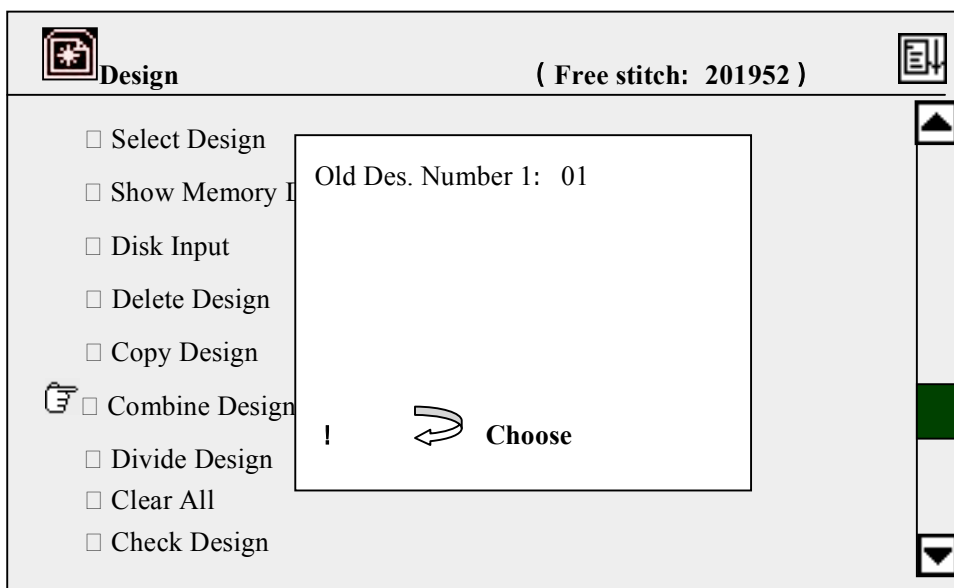 Design (Free stitch: 201952)
□ Select Design
□ Show Memory
Old Des. Number 1: 01
□ Disk Input
□ Delete Design
□ Copy Design
□ Combine Design
! Choose
□ Divide Design
□ Clear All
□ Check Design